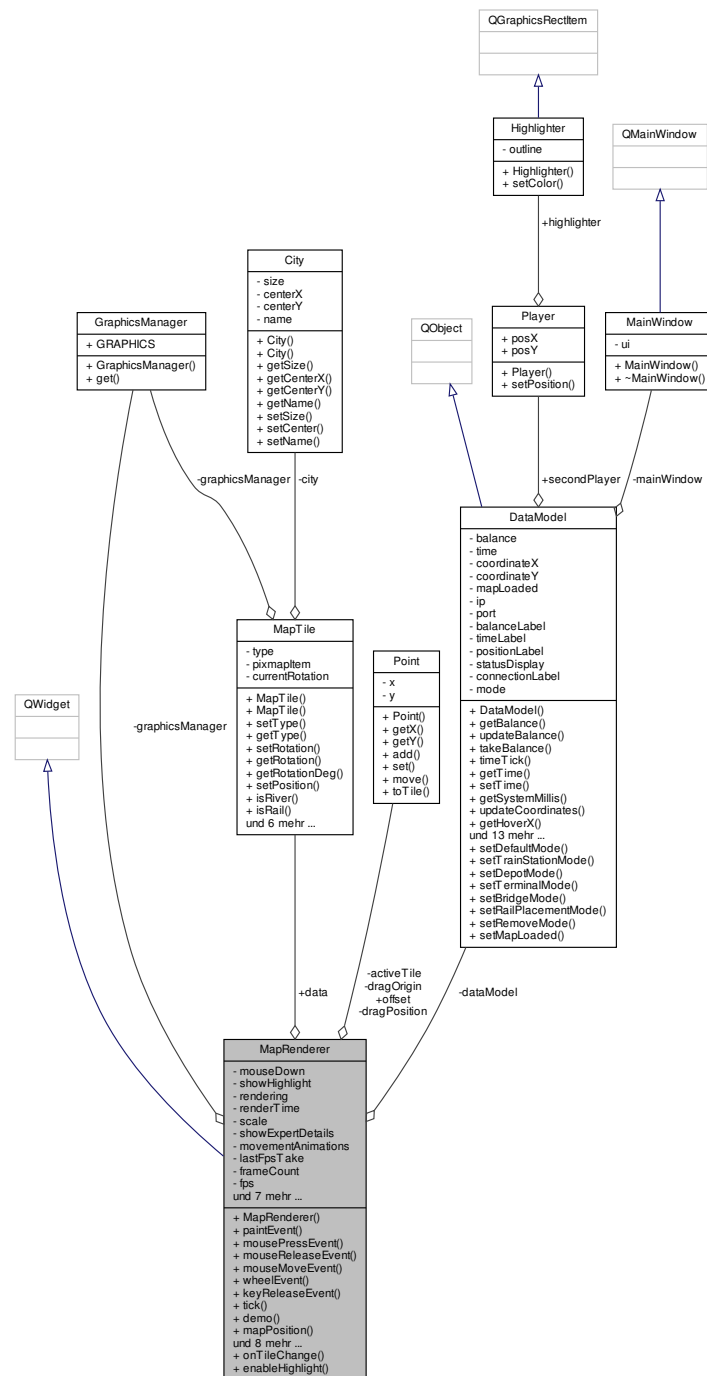 QGraphicsRectItem
Highlighter
- outline
+ Highlighter()
+ setColor()
QMainWindow
+highlighter
City
- size
- centerX
- centerY
- name
+ City()
+ City()
+ getSize()
+ getCenterX()
+ getCenterY()
+ getName()
+ setSize()
+ setCenter()
+ setName()
GraphicsManager
+ GRAPHICS
+ GraphicsManager()
+ get()
QObject
Player
+ posX
+ posY
+ Player()
+ setPosition()
MainWindow
- ui
+ MainWindow()
+ ~MainWindow()
-graphicsManager
-city
+secondPlayer
-mainWindow
DataModel
- balance
- time
- coordinateX
- coordinateY
- mapLoaded
- ip
- port
- balanceLabel
- timeLabel
- positionLabel
- statusDisplay
- connectionLabel
- mode
+ DataModel()
+ getBalance()
+ updateBalance()
+ takeBalance()
+ timeTick()
+ getTime()
+ setTime()
+ getSystemMillis()
+ updateCoordinates()
+ getHoverX()
und 13 mehr ...
+ setDefaultMode()
+ setTrainStationMode()
+ setDepotMode()
+ setTerminalMode()
+ setBridgeMode()
+ setRailPlacementMode()
+ setRemoveMode()
+ setMapLoaded()
MapTile
- type
- pixmapItem
- currentRotation
+ MapTile()
+ MapTile()
+ setType()
+ getType()
+ setRotation()
+ getRotation()
+ getRotationDeg()
+ setPosition()
+ isRiver()
+ isRail()
und 6 mehr ...
Point
- x
- y
+ Point()
+ getX()
+ getY()
+ add()
+ set()
+ move()
+ toTile()
QWidget
-graphicsManager
+data
-activeTile
-dragOrigin
+offset
-dragPosition
-dataModel
MapRenderer
- mouseDown
- showHighlight
- rendering
- renderTime
- scale
- showExpertDetails
- movementAnimations
- lastFpsTake
- frameCount
- fps
und 7 mehr ...
+ MapRenderer()
+ paintEvent()
+ mousePressEvent()
+ mouseReleaseEvent()
+ mouseMoveEvent()
+ wheelEvent()
+ keyReleaseEvent()
+ tick()
+ demo()
+ mapPosition()
und 8 mehr ...
+ onTileChange()
+ enableHighlight()